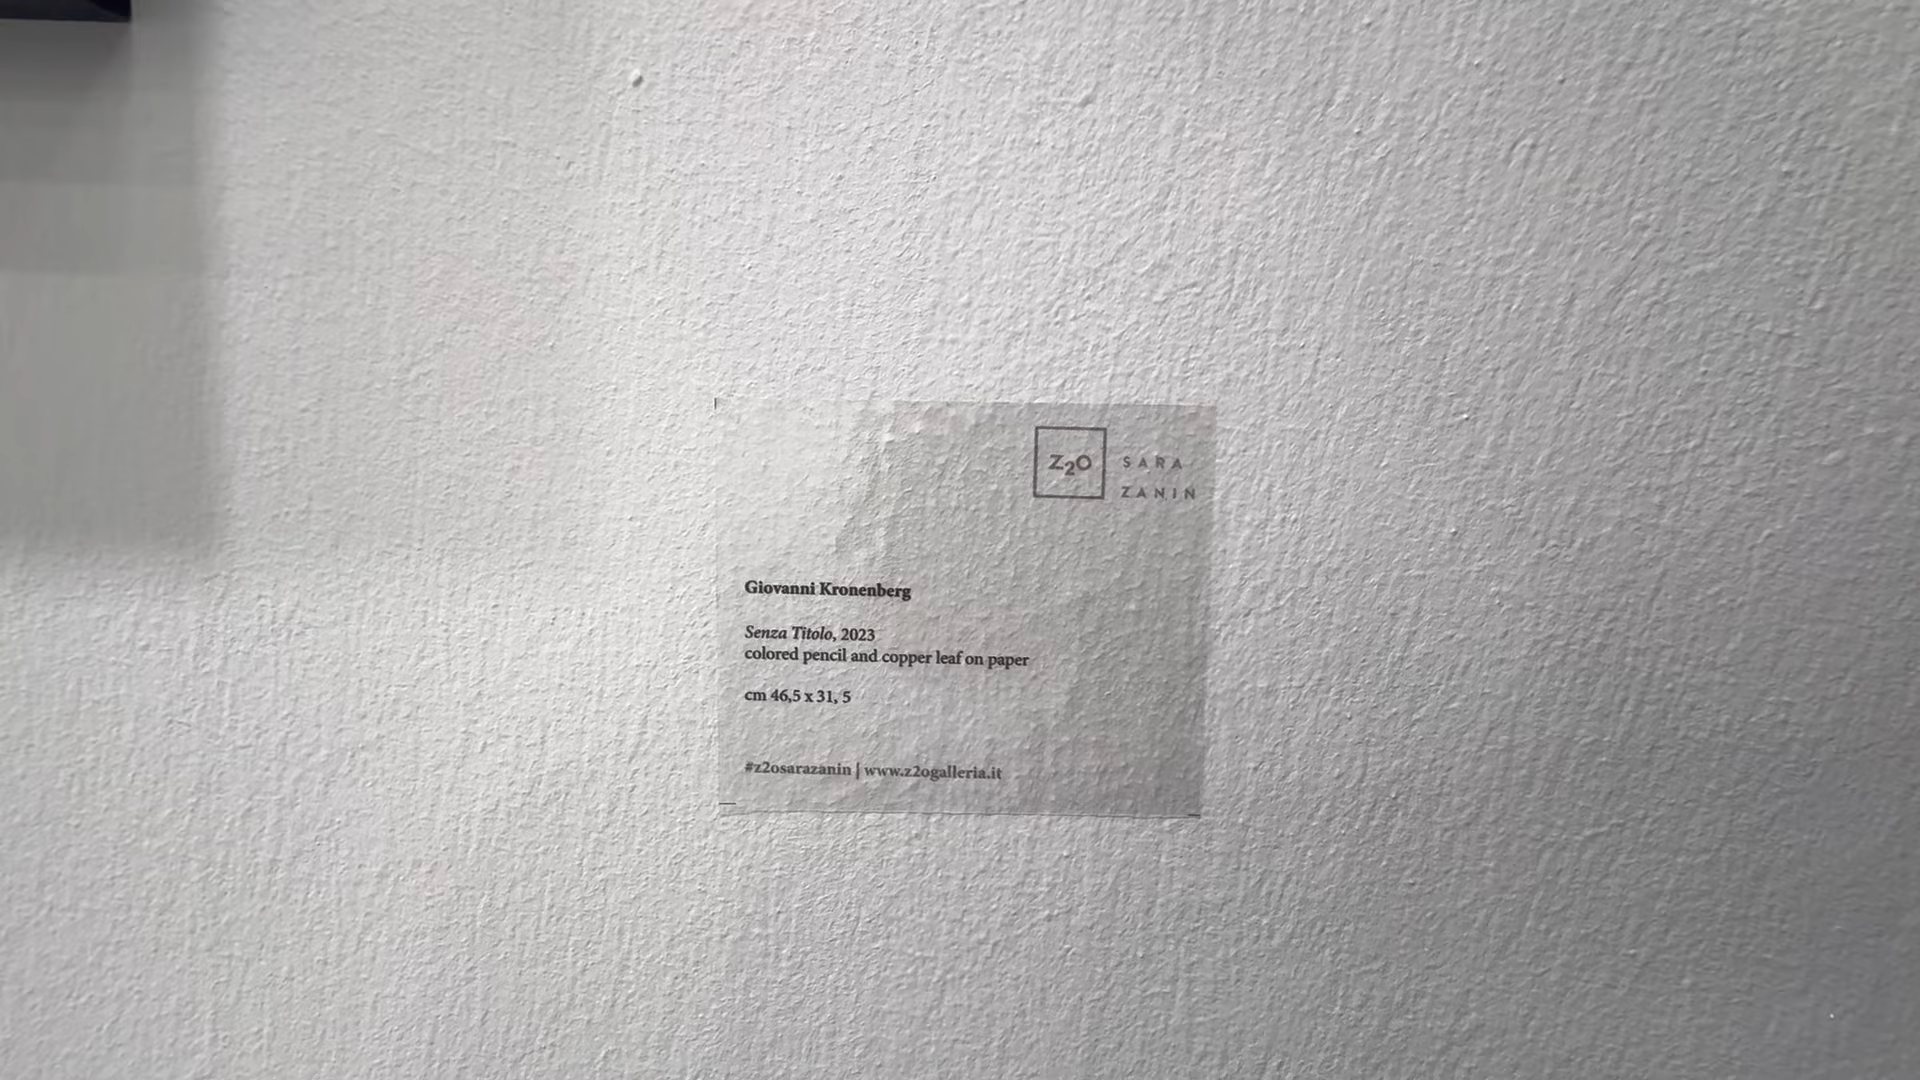 Z2O
SARA
ZANIN
Giovanni Kronenberg
Senza Titolo, 2023
colored pencil and copper leaf on paper
cm 46,5 x 31, 5
#z2osarazanin | www.z2ogalleria.it